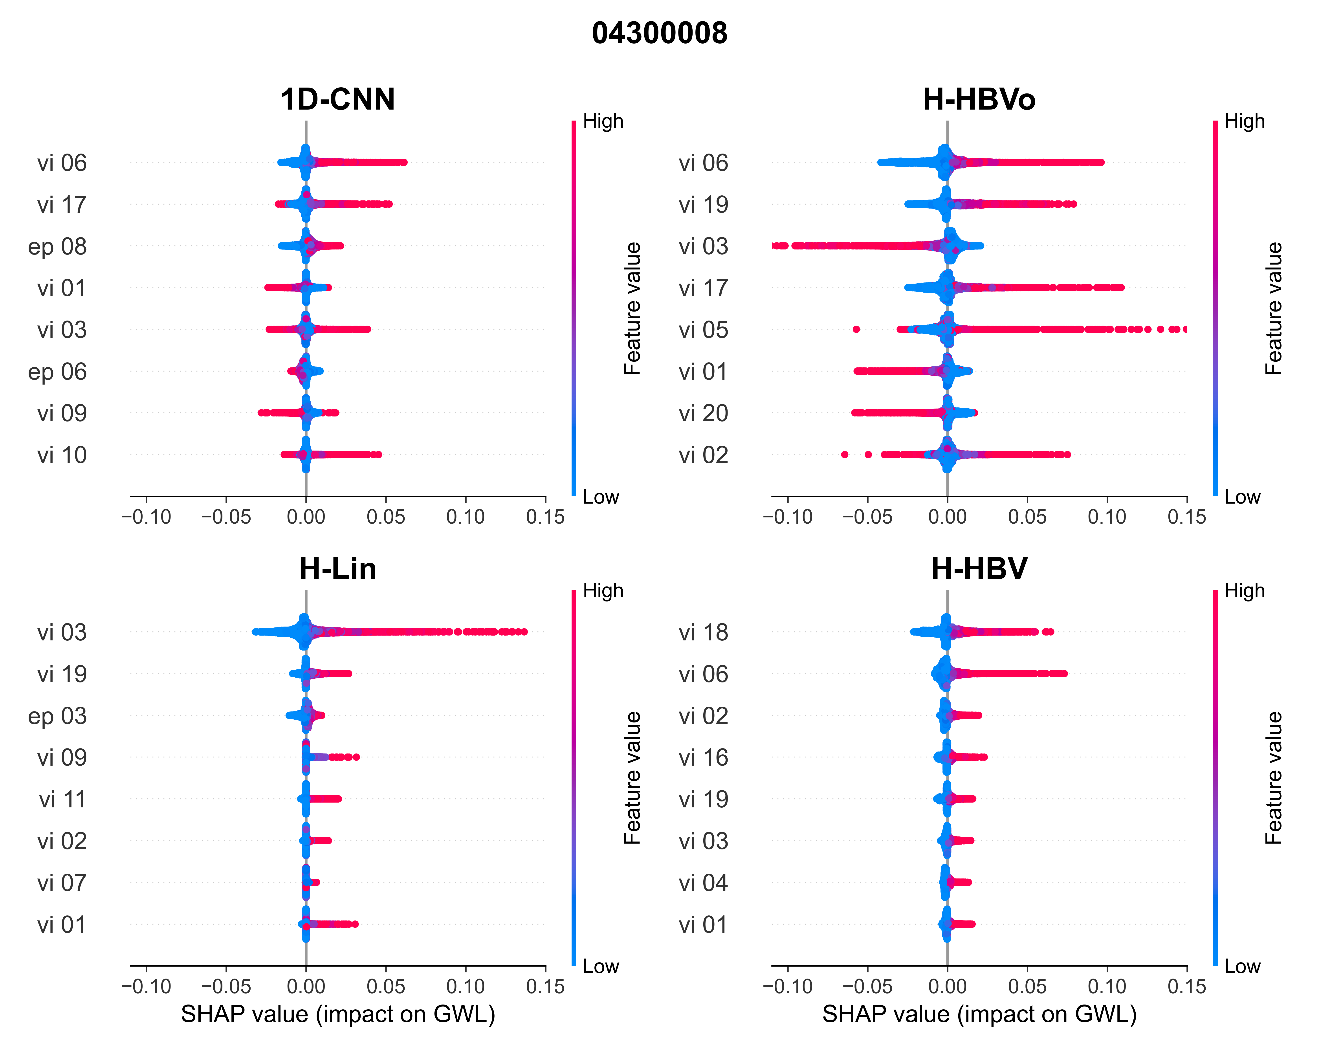 04300008
1D-CNN
High
vi 06
vi 17
ep 08
vi 01
vi 03
ep 06
vi 09
vi 10
Low
Feature value
−0.10 −0.05 0.00 0.05 0.10 0.15
H-HBVo
High
vi 06
vi 19
vi 03
vi 17
vi 05
vi 01
vi 20
vi 02
Low
Feature value
−0.10 −0.05 0.00 0.05 0.10 0.15
H-Lin
High
vi 03
vi 19
ep 03
vi 09
vi 11
vi 02
vi 07
vi 01
Low
Feature value
−0.10 −0.05 0.00 0.05 0.10 0.15
SHAP value (impact on GWL)
H-HBV
High
vi 18
vi 06
vi 02
vi 16
vi 19
vi 03
vi 04
vi 01
Low
Feature value
−0.10 −0.05 0.00 0.05 0.10 0.15
SHAP value (impact on GWL)